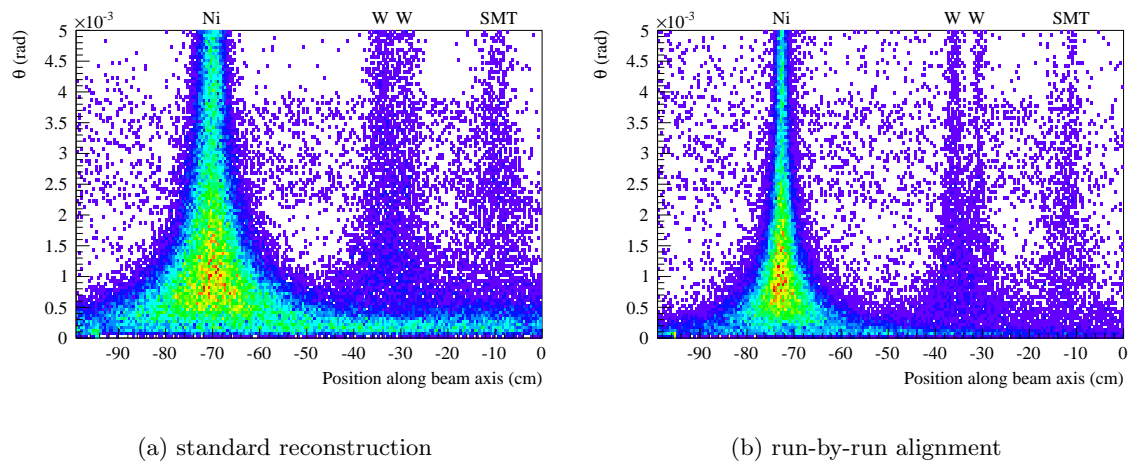 Ni W W SMT
×10⁻³
θ (rad)
5
4.5
4
3.5
3
2.5
2
1.5
1
0.5
0
-90 -80 -70 -60 -50 -40 -30 -20 -10 0
Position along beam axis (cm)
(a) standard reconstruction
Ni W W SMT
×10⁻³
θ (rad)
5
4.5
4
3.5
3
2.5
2
1.5
1
0.5
0
-90 -80 -70 -60 -50 -40 -30 -20 -10 0
Position along beam axis (cm)
(b) run-by-run alignment